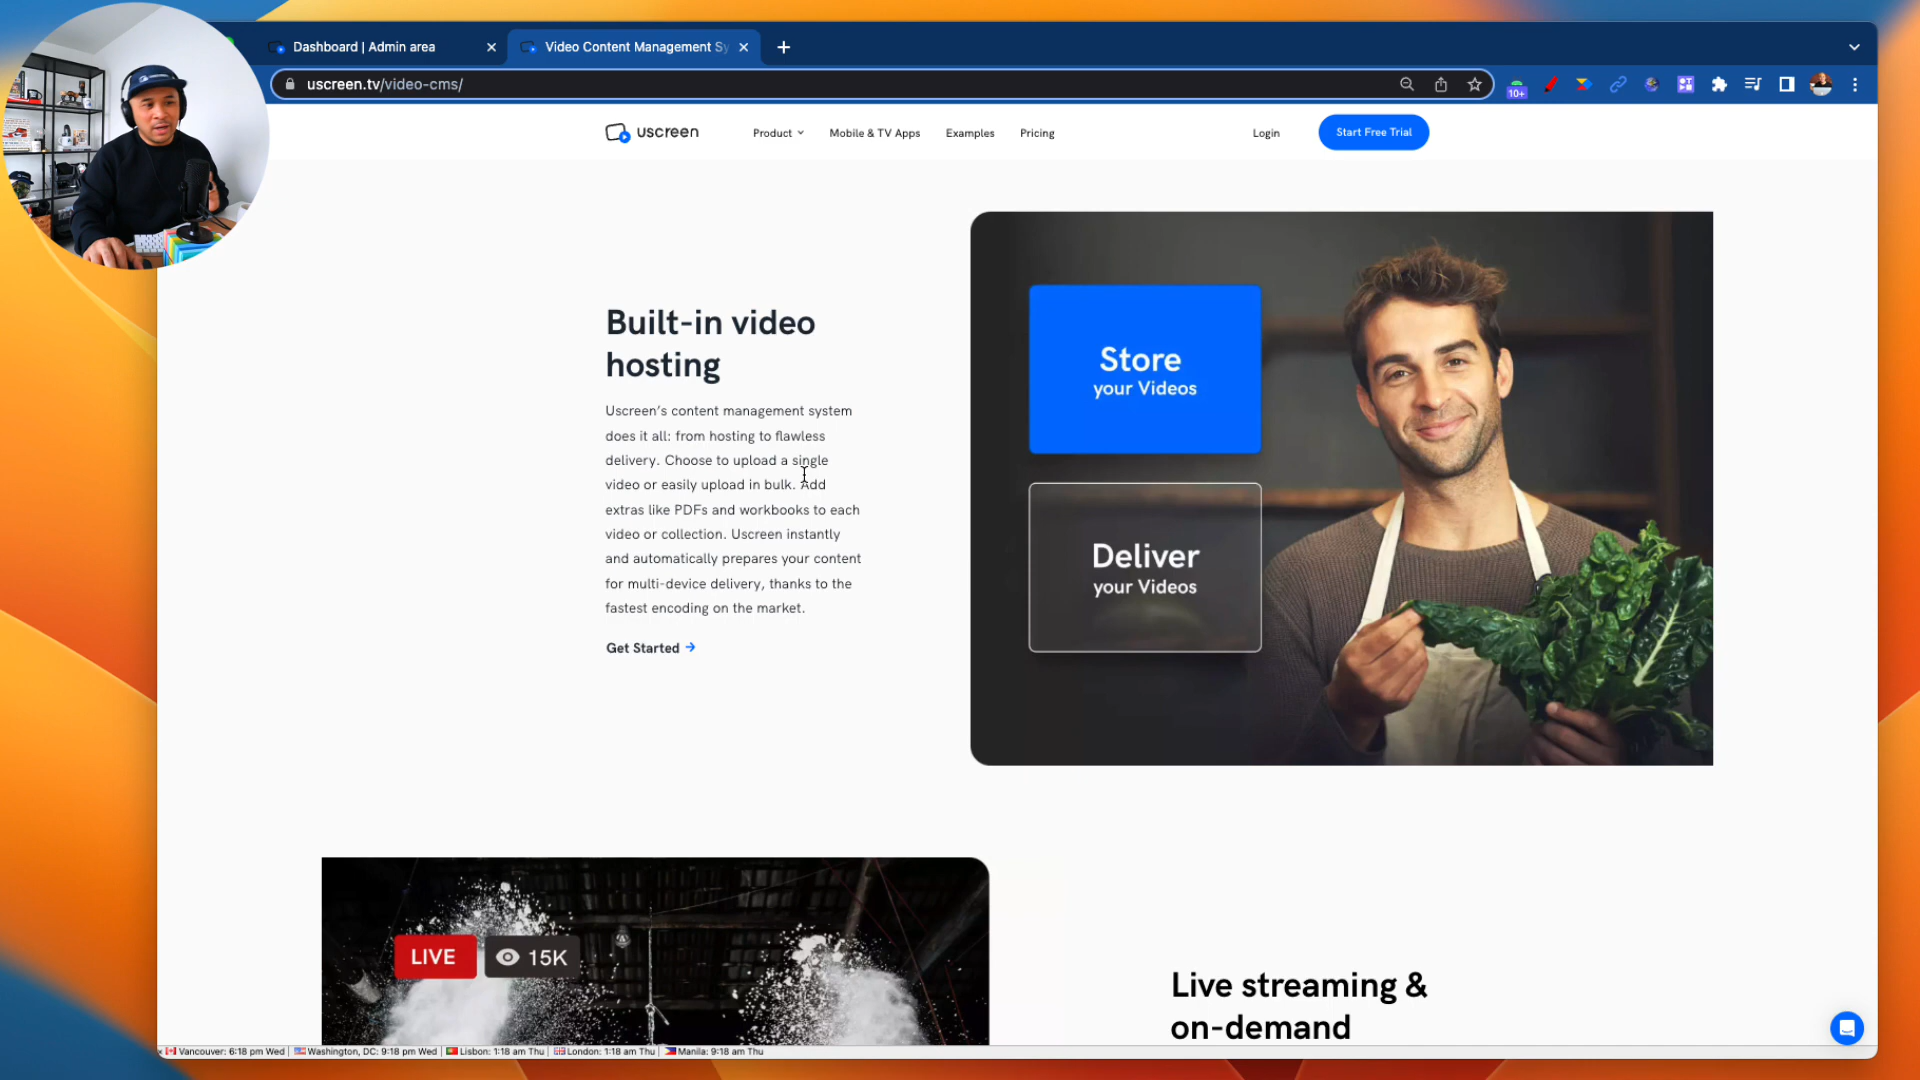 Dashboard | Admin area
Video Content Management Sy
uscreen.tv/video-cms/
10+
uscreen
Product
Mobile & TV Apps
Examples
Pricing
Login
Start Free Trial
Built-in video
hosting
Uscreen's content management system
does it all: from hosting to flawless
delivery. Choose to upload a single
video or easily upload in bulk. Add
extras like PDFs and workbooks to each
video or collection. Uscreen instantly
and automatically prepares your content
for multi-device delivery, thanks to the
fastest encoding on the market.
Get Started
Store
your Videos
Deliver
your Videos
LIVE
15K
Live streaming &
on-demand
Vancouver: 6:18 pm Wed
Washington, DC: 9:18 pm Wed
Lisbon: 1:18 am Thu
London: 1:18 am Thu
Manila: 9:18 am Thu